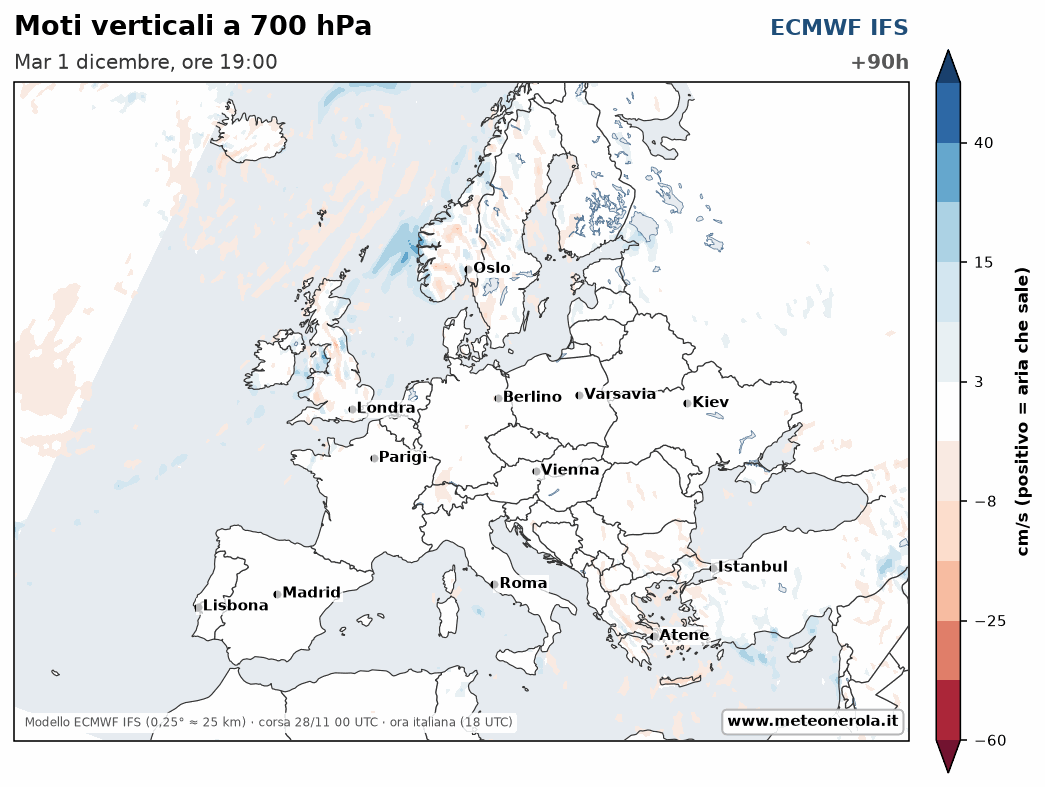 Moti verticali a 700 hPa
ECMWF IFS
Mar 1 dicembre, ore 19:00
+90h
40
15
3
−8
−25
−60
cm/s (positivo = aria che sale)
Oslo
Berlino
Varsavia
Kiev
Londra
Parigi
Vienna
Istanbul
Roma
Madrid
Lisbona
Atene
Modello ECMWF IFS (0,25° ≈ 25 km) · corsa 28/11 00 UTC · ora italiana (18 UTC)
www.meteonerola.it